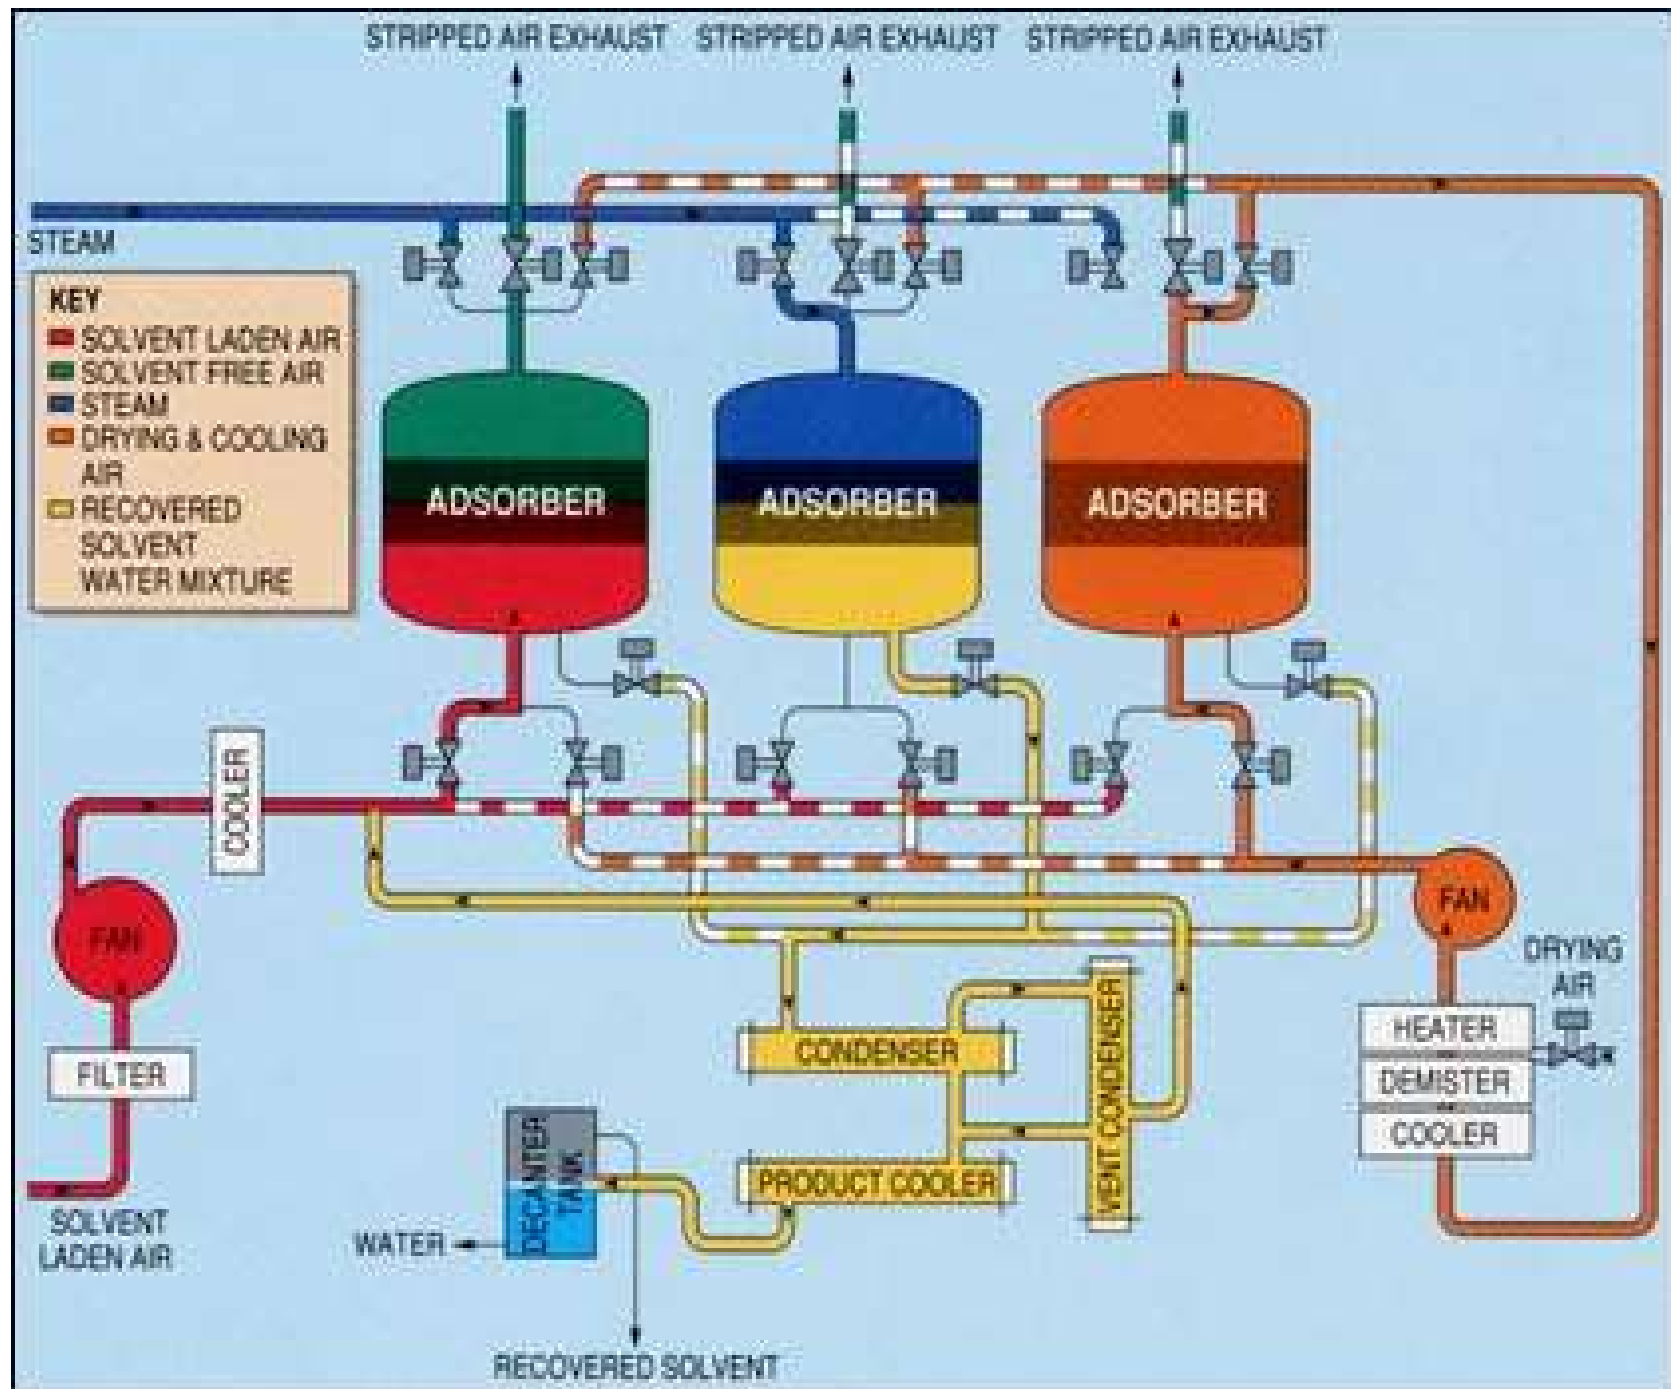 STRIPPED AIR EXHAUST
STRIPPED AIR EXHAUST
STRIPPED AIR EXHAUST
STEAM
KEY
SOLVENT LADEN AIR
SOLVENT FREE AIR
STEAM
DRYING & COOLING
AIR
RECOVERED
SOLVENT
WATER MIXTURE
ADSORBER
ADSORBER
ADSORBER
COOLER
FAN
FILTER
SOLVENT
LADEN AIR
FAN
DRYING
AIR
HEATER
DEMISTER
COOLER
CONDENSER
VENT CONDENSER
PRODUCT COOLER
DECANTER
TANK
WATER
RECOVERED SOLVENT